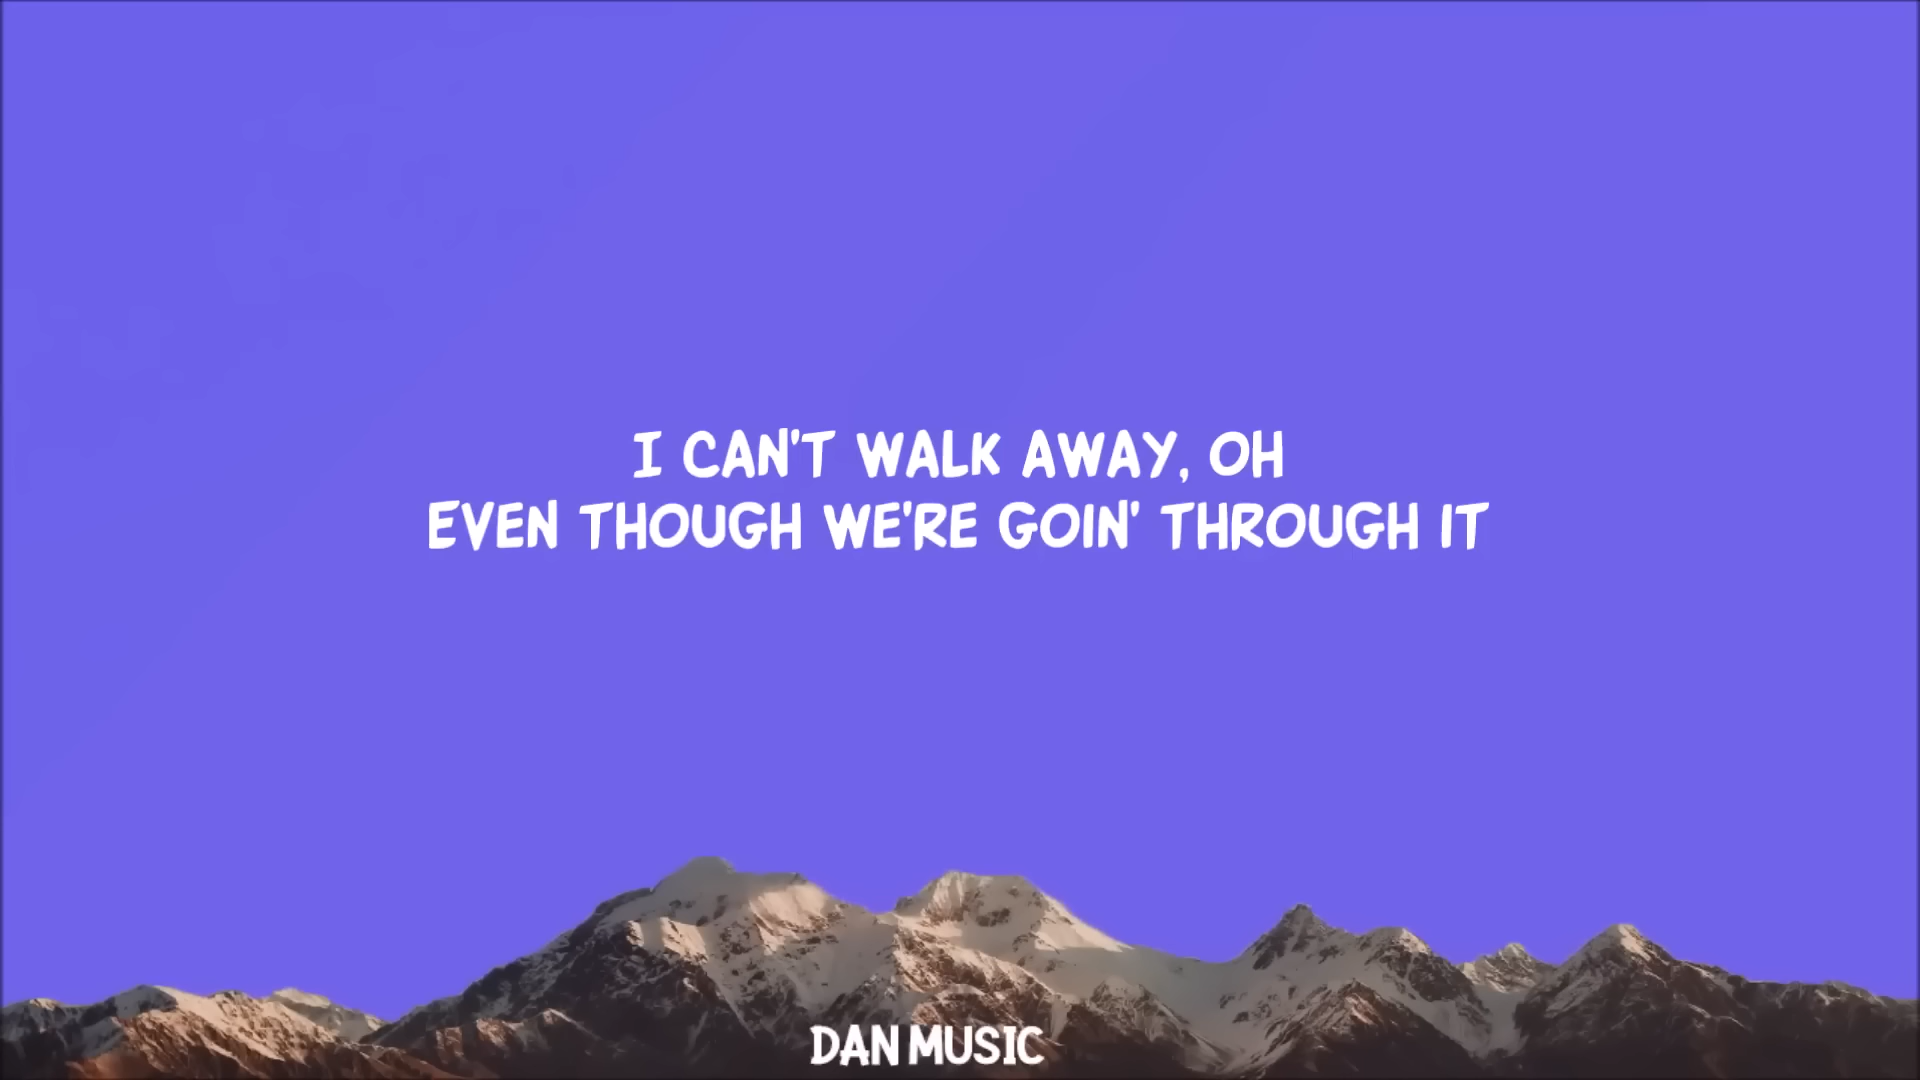 I CAN'T WALK AWAY, OH
EVEN THOUGH WE'RE GOIN' THROUGH IT
DAN MUSIC